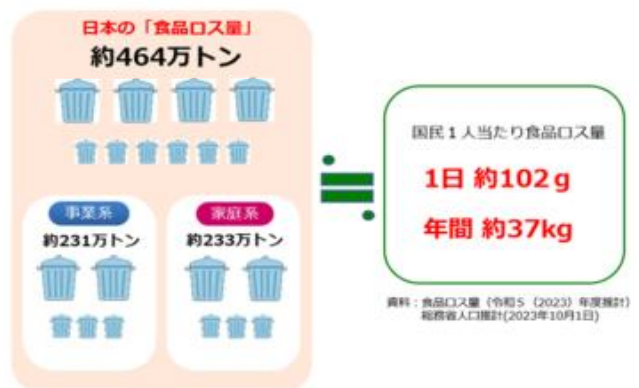 日本の「食品ロス量」
約464万トン
事業系
約231万トン
家庭系
約233万トン
国民1人当たり食品ロス量
1日 約102g
年間 約37kg
資料:食品ロス量(令和5(2023)年度推計)
総務省人口推計(2023年10月1日)